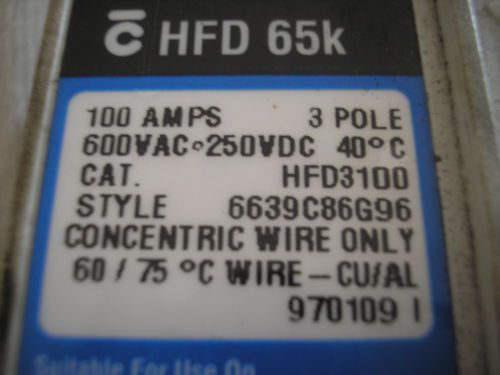 HFD 65k
100 AMPS 3 POLE
600VAC∘250VDC 40°C
CAT. HFD3100
STYLE 6639C86G96
CONCENTRIC WIRE ONLY
60 / 75 °C WIRE – CU/AL
970109 I
Suitable For Use On